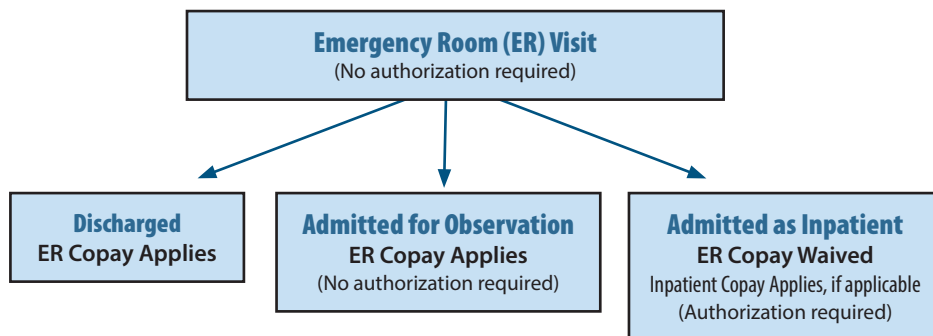 Emergency Room (ER) Visit
(No authorization required)
Discharged
ER Copay Applies
Admitted for Observation
ER Copay Applies
(No authorization required)
Admitted as Inpatient
ER Copay Waived
Inpatient Copay Applies, if applicable
(Authorization required)